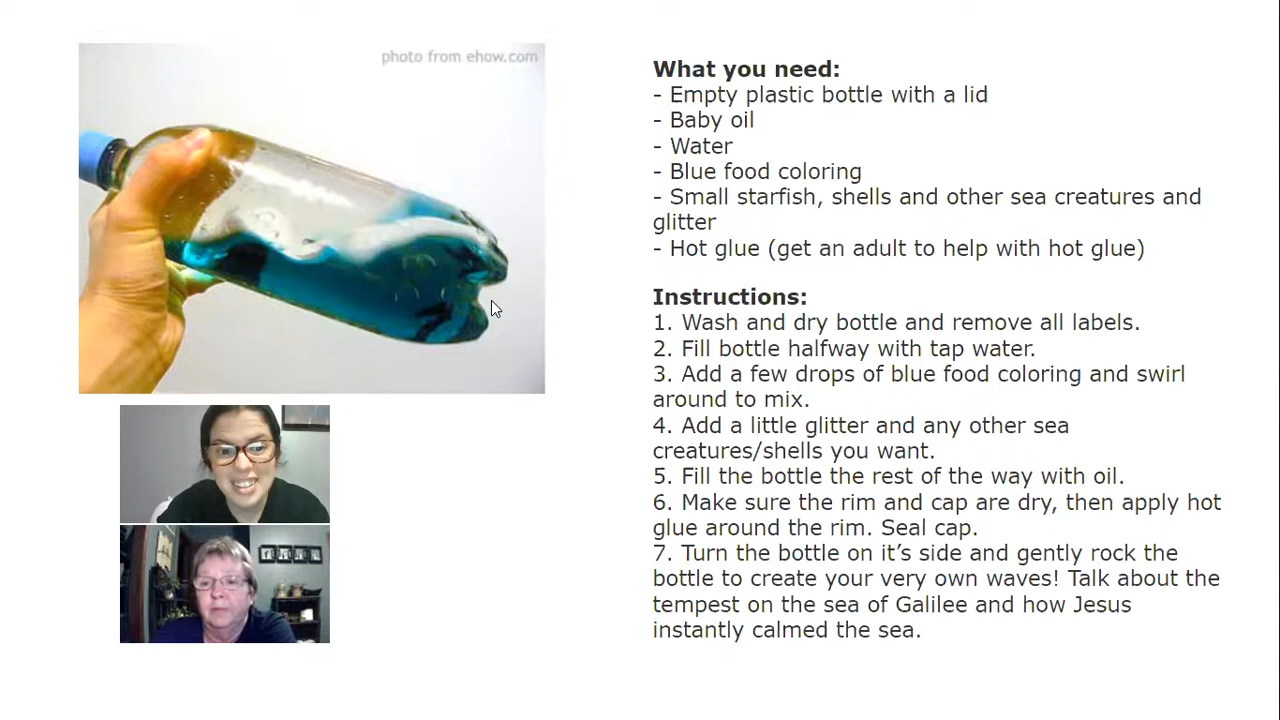 photo from ehow.com
What you need:
- Empty plastic bottle with a lid
- Baby oil
- Water
- Blue food coloring
- Small starfish, shells and other sea creatures and
glitter
- Hot glue (get an adult to help with hot glue)
Instructions:
1. Wash and dry bottle and remove all labels.
2. Fill bottle halfway with tap water.
3. Add a few drops of blue food coloring and swirl
around to mix.
4. Add a little glitter and any other sea
creatures/shells you want.
5. Fill the bottle the rest of the way with oil.
6. Make sure the rim and cap are dry, then apply hot
glue around the rim. Seal cap.
7. Turn the bottle on it’s side and gently rock the
bottle to create your very own waves! Talk about the
tempest on the sea of Galilee and how Jesus
instantly calmed the sea.